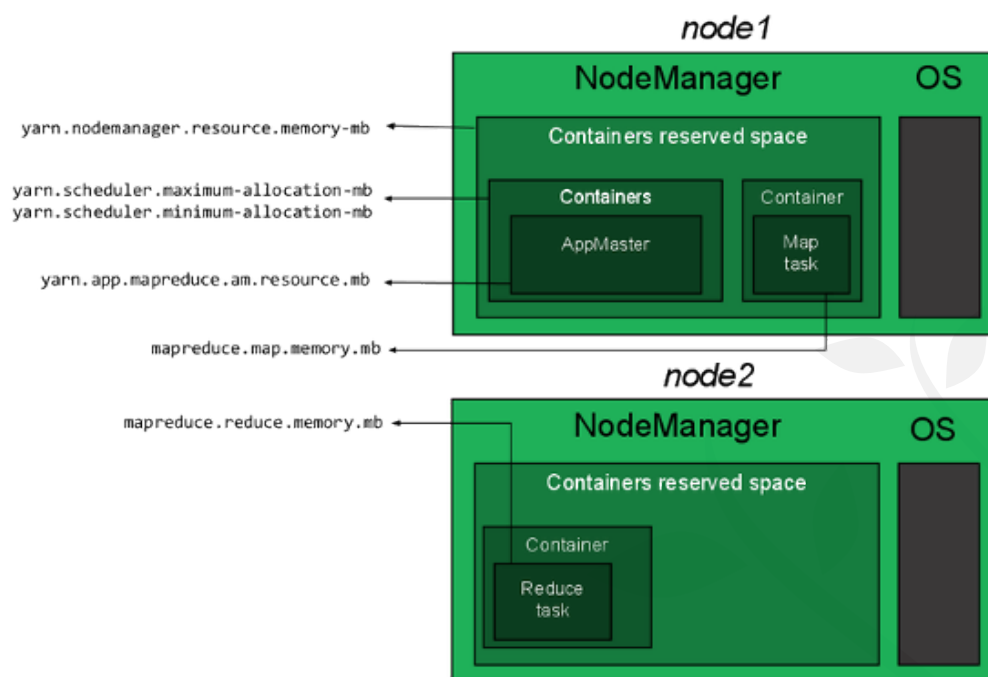 node1
NodeManager OS
yarn.nodemanager.resource.memory-mb
Containers reserved space
yarn.scheduler.maximum-allocation-mb
yarn.scheduler.minimum-allocation-mb
Containers
Container
AppMaster
Map
task
yarn.app.mapreduce.am.resource.mb
mapreduce.map.memory.mb
node2
mapreduce.reduce.memory.mb
NodeManager OS
Containers reserved space
Container
Reduce
task